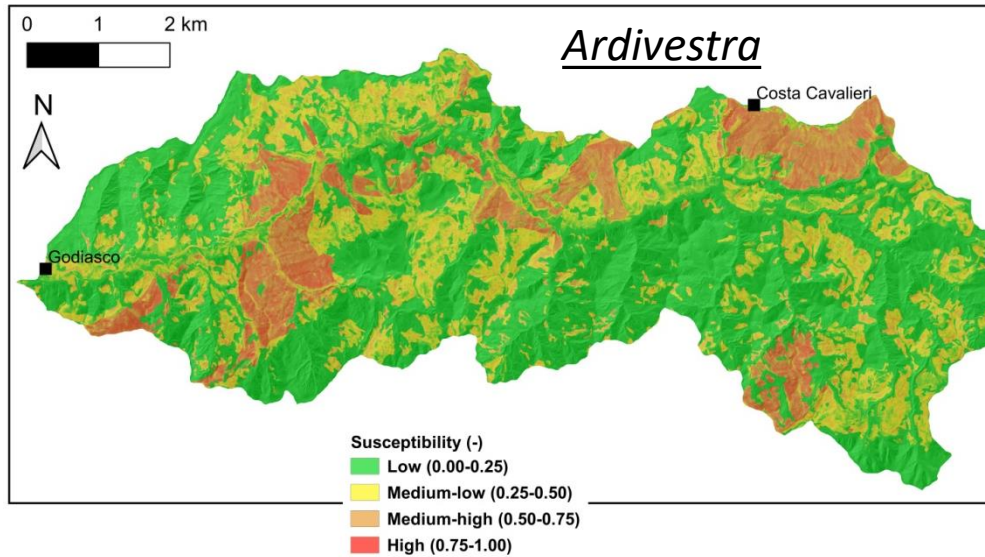 0 1 2 km
Ardivestra
Costa Cavalieri
N
Godiasco
Susceptibility (-)
Low (0.00-0.25)
Medium-low (0.25-0.50)
Medium-high (0.50-0.75)
High (0.75-1.00)